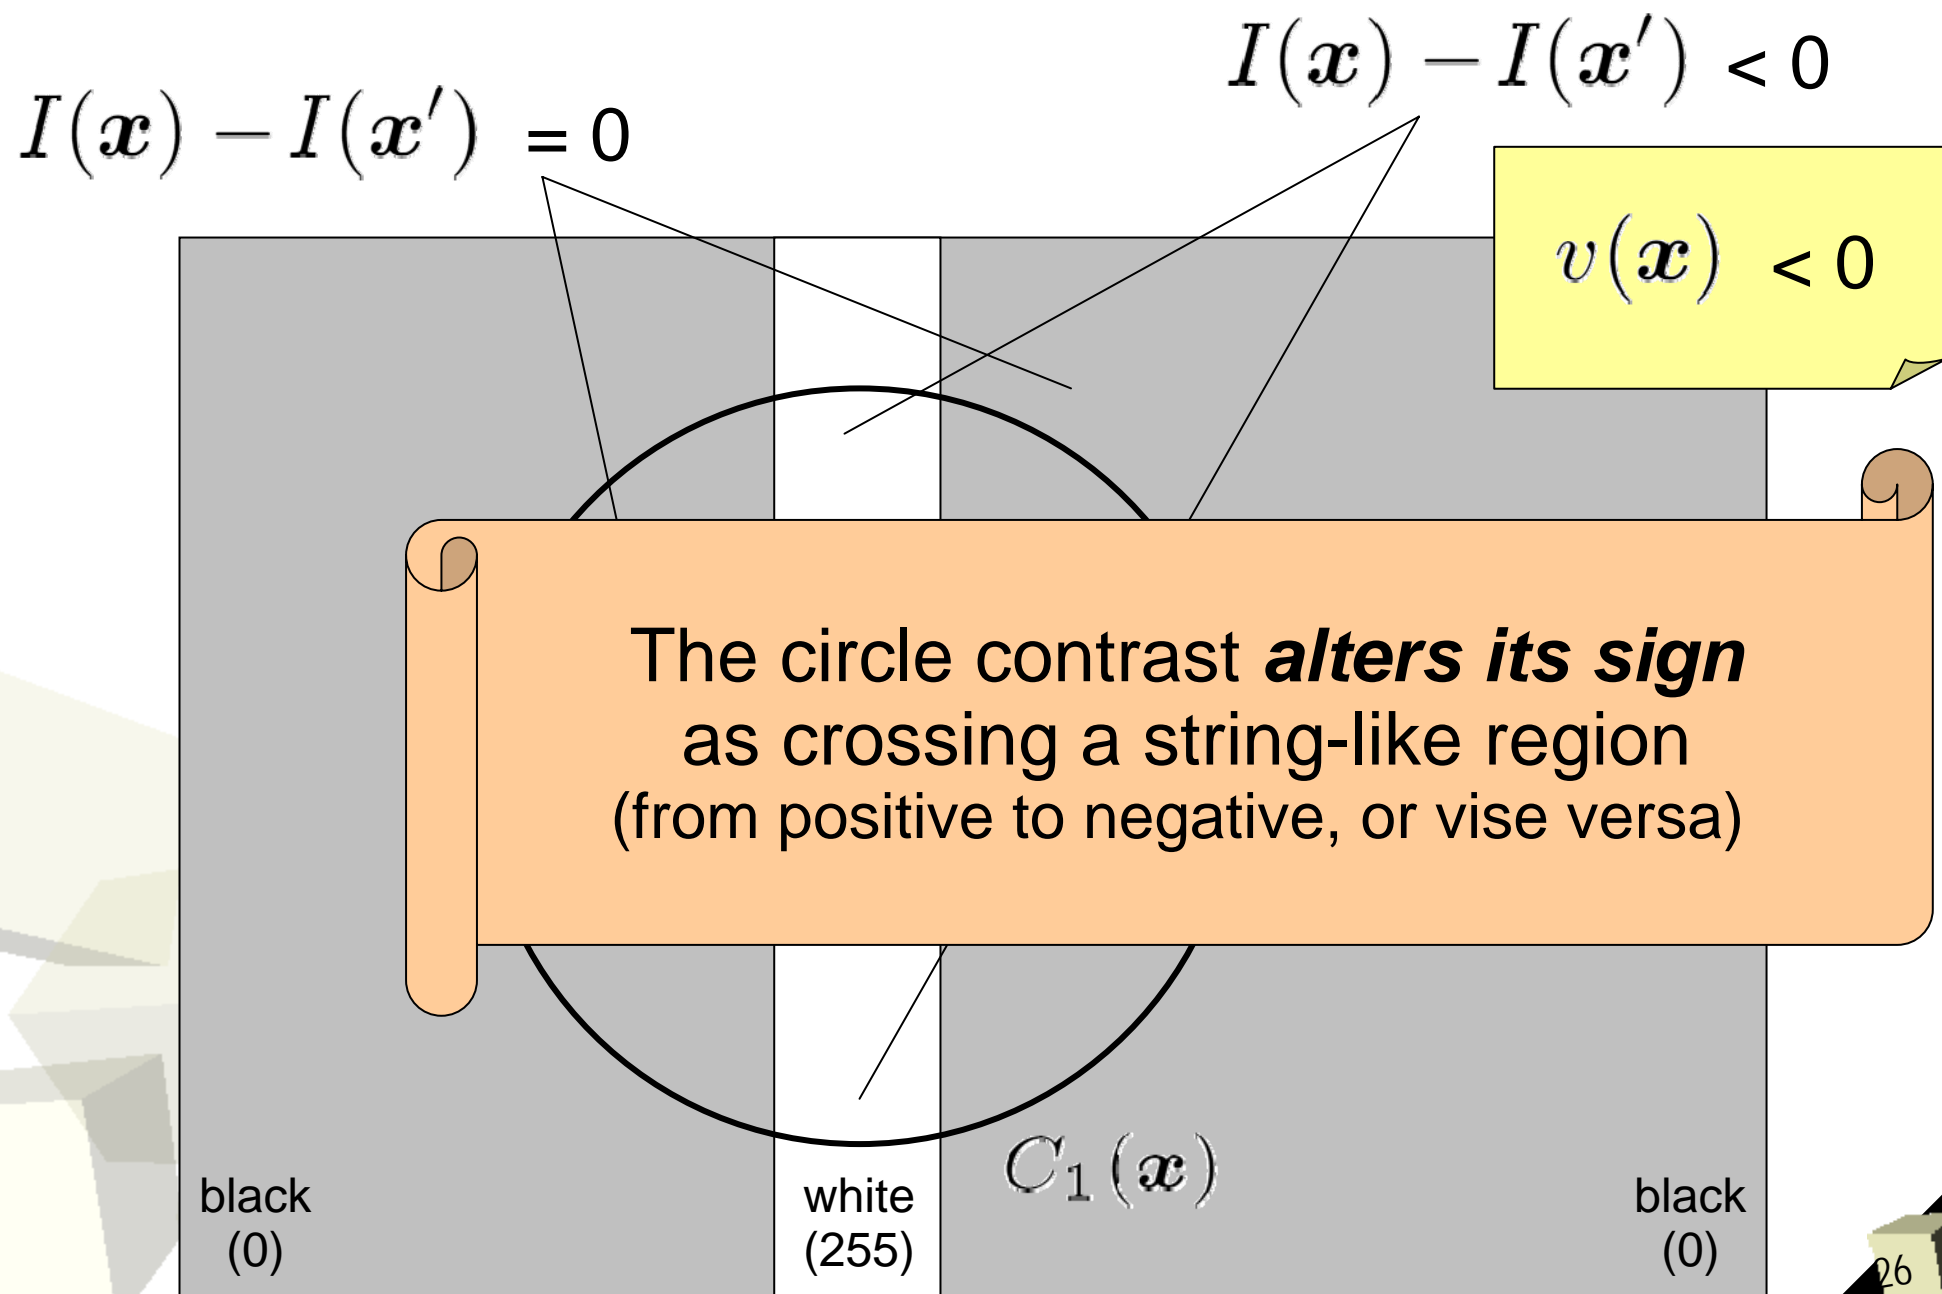 I(x) − I(x′) < 0
I(x) − I(x′) = 0
v(x) < 0
The circle contrast alters its sign
as crossing a string-like region
(from positive to negative, or vise versa)
C₁(x)
black
(0)
white
(255)
black
(0)
26